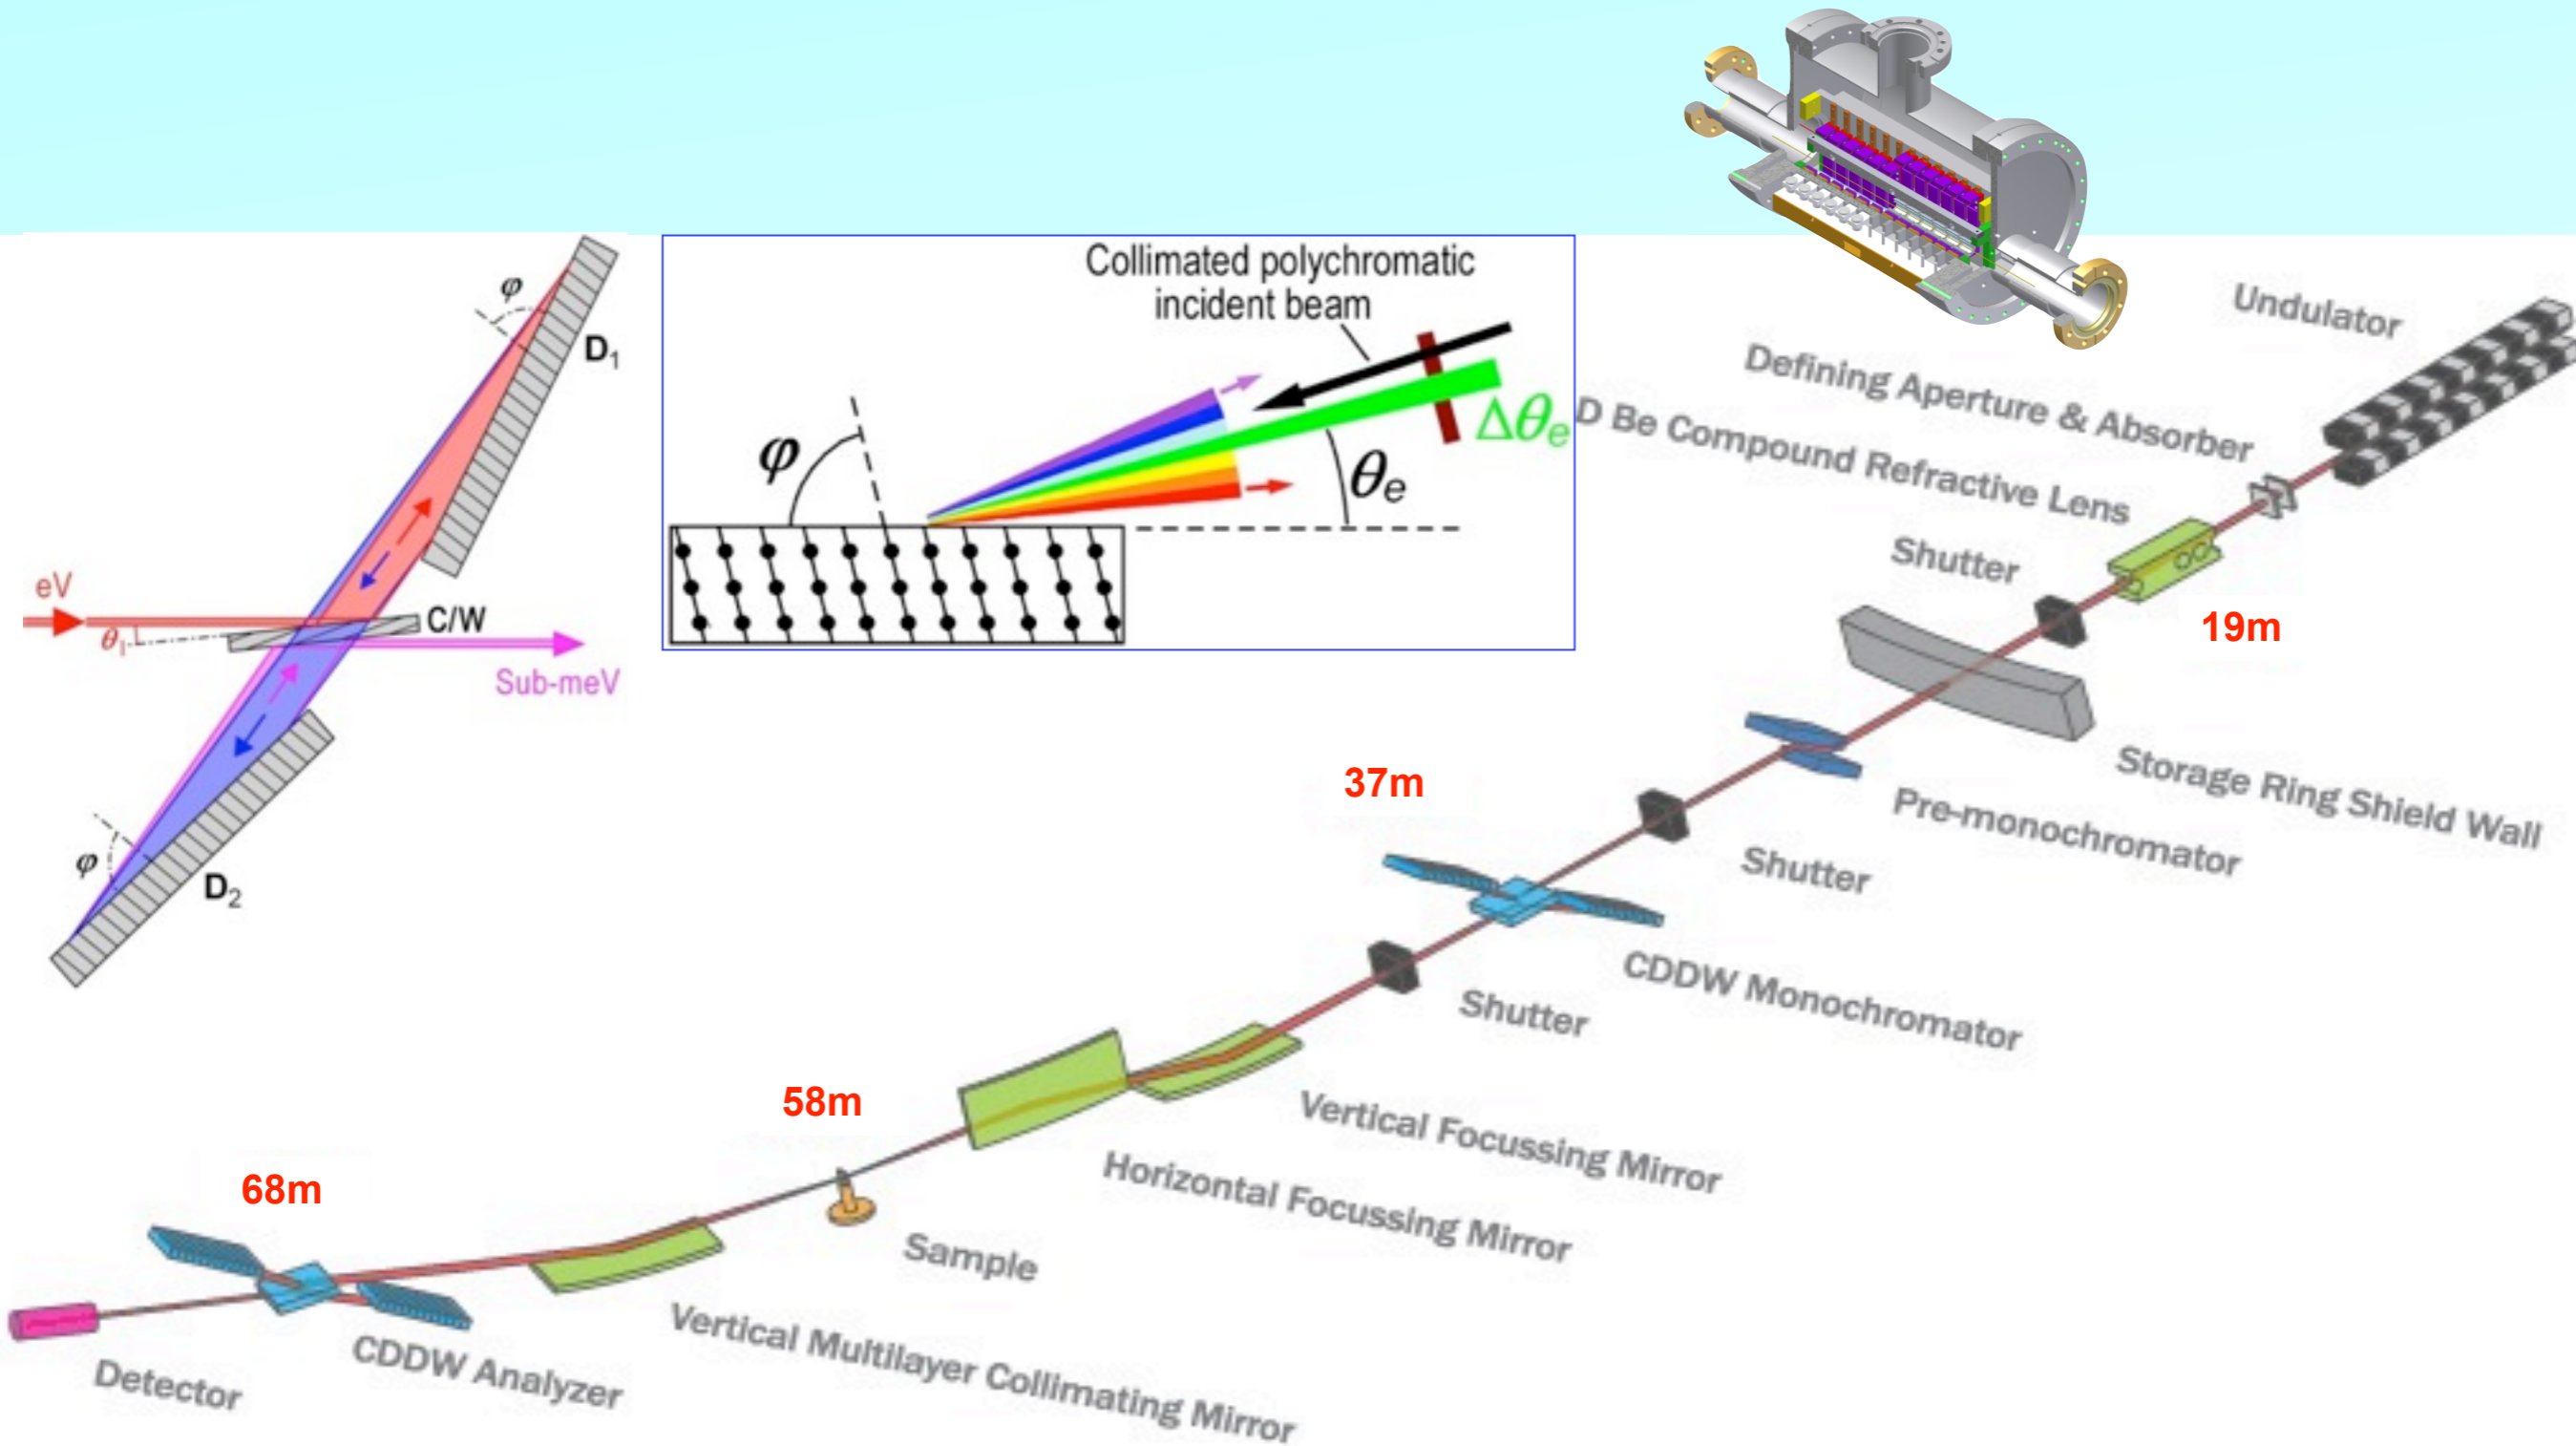 φ
D₁
eV
θ₁
C/W
Sub-meV
φ
D₂
Collimated polychromatic
incident beam
φ
Δθₑ
θₑ
Undulator
Defining Aperture & Absorber
D Be Compound Refractive Lens
Shutter
19m
Storage Ring Shield Wall
Pre-monochromator
37m
Shutter
CDDW Monochromator
Shutter
Vertical Focussing Mirror
Horizontal Focussing Mirror
58m
Sample
68m
Vertical Multilayer Collimating Mirror
CDDW Analyzer
Detector